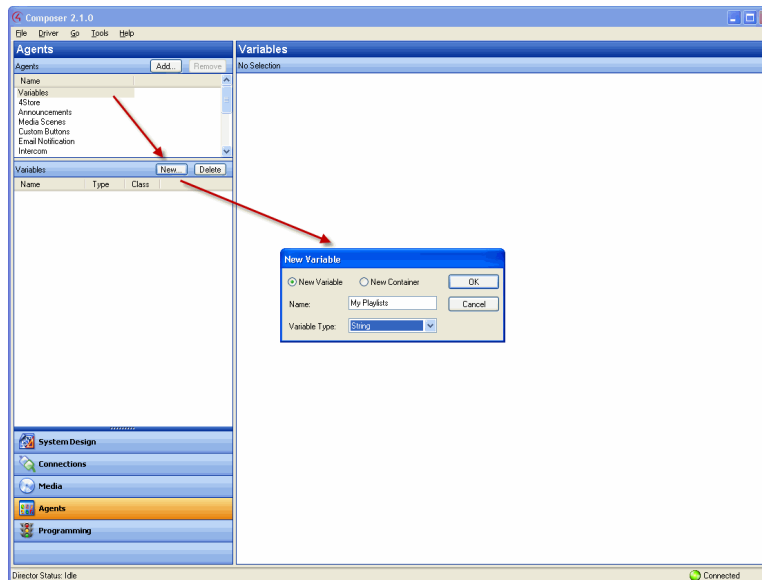 Composer 2.1.0
File Driver Go Tools Help
Agents
Agents Add... Remove
Name
Variables
4Store
Announcements
Media Scenes
Custom Buttons
Email Notification
Intercom
Variables New... Delete
Name Type Class
System Design
Connections
Media
Agents
Programming
Director Status: Idle
Variables
No Selection
New Variable
New Variable New Container OK
Name: My Playlists Cancel
Variable Type: String
Connected